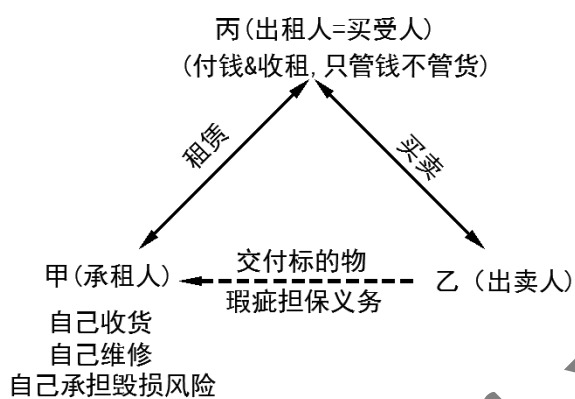 丙(出租人=买受人)
(付钱&收租,只管钱不管货)
租赁
买卖
甲(承租人)
交付标的物
瑕疵担保义务
乙（出卖人)
自己收货
自己维修
自己承担毁损风险